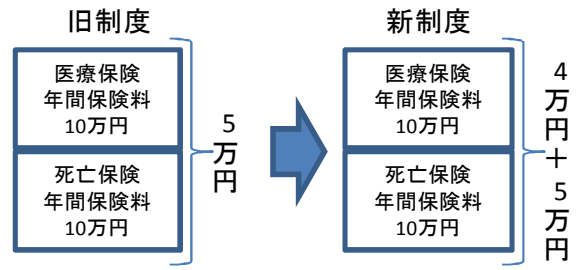 旧制度
医療保険
年間保険料
10万円
死亡保険
年間保険料
10万円
5万円
新制度
医療保険
年間保険料
10万円
死亡保険
年間保険料
10万円
4万円＋5万円